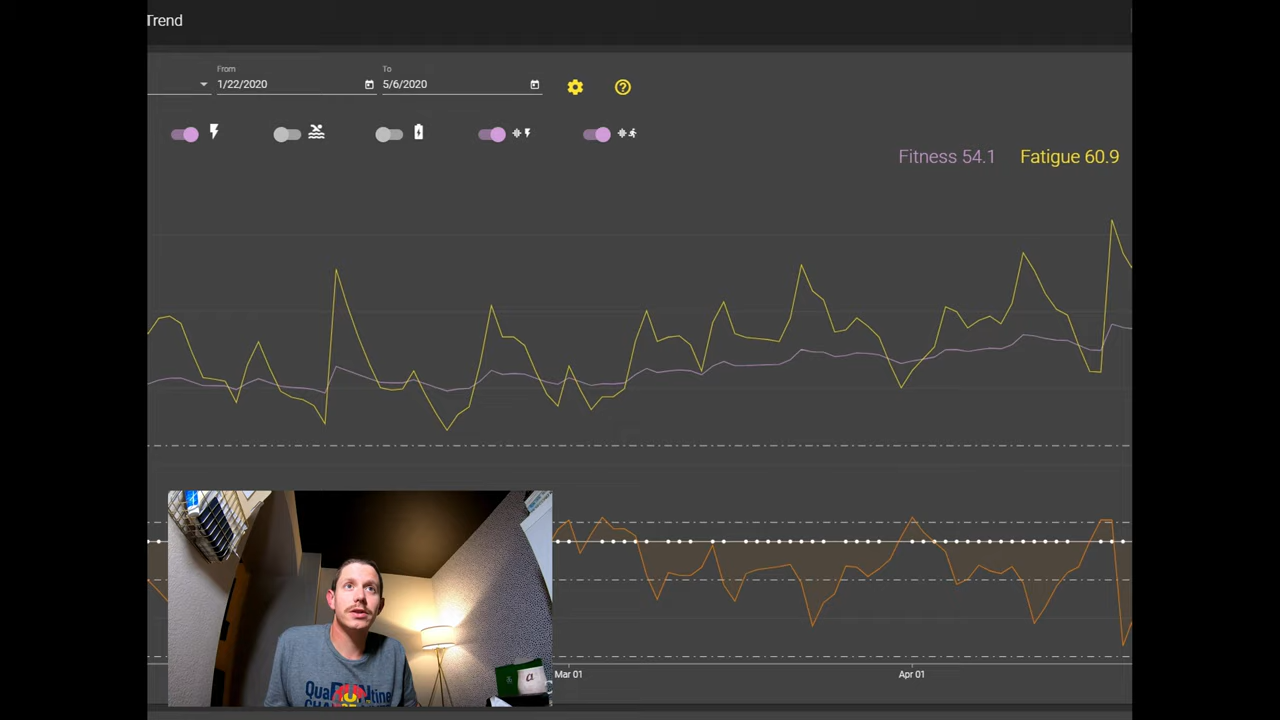 Trend
From
1/22/2020
To
5/6/2020
Fitness 54.1
Fatigue 60.9
Mar 01
Apr 01